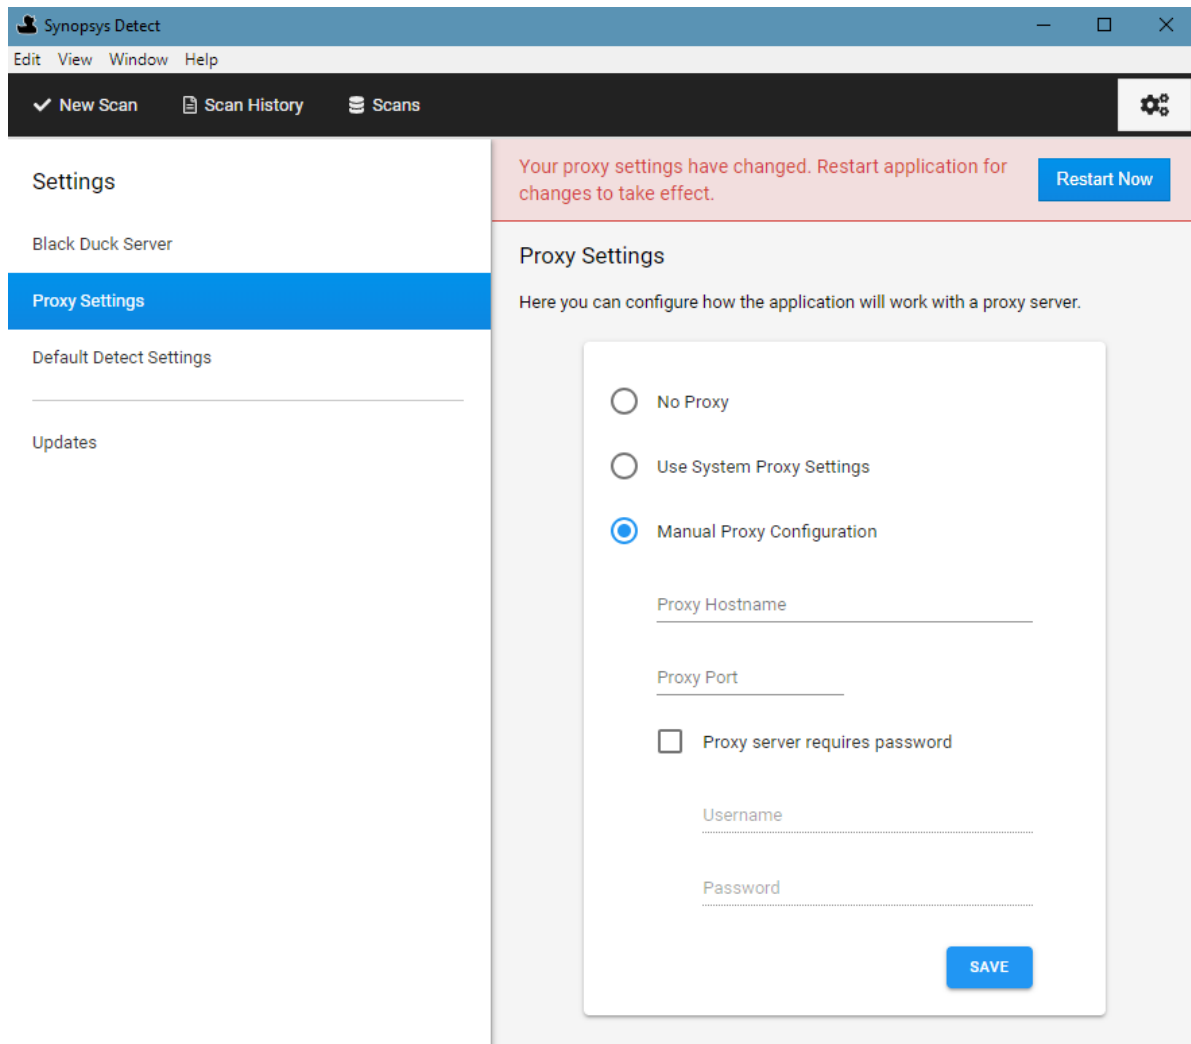 Synopsys Detect
Edit View Window Help
New Scan Scan History Scans
Settings
Black Duck Server
Proxy Settings
Default Detect Settings
Updates
Your proxy settings have changed. Restart application for
changes to take effect.
Restart Now
Proxy Settings
Here you can configure how the application will work with a proxy server.
No Proxy
Use System Proxy Settings
Manual Proxy Configuration
Proxy Hostname
Proxy Port
Proxy server requires password
Username
Password
SAVE